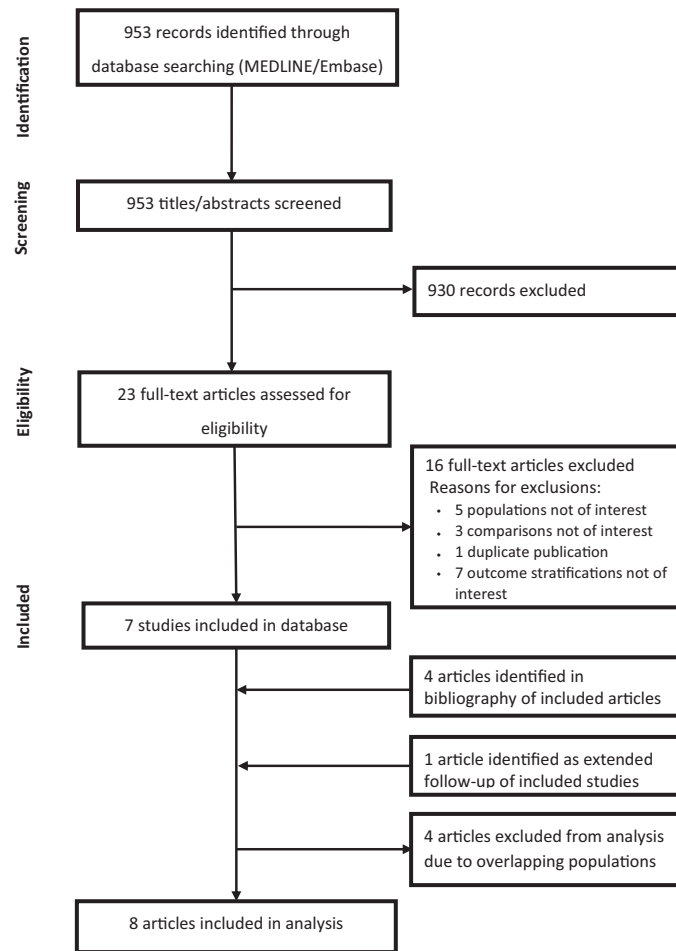 Identification
953 records identified through
database searching (MEDLINE/Embase)
Screening
953 titles/abstracts screened
930 records excluded
Eligibility
23 full-text articles assessed for
eligibility
16 full-text articles excluded
Reasons for exclusions:
• 5 populations not of interest
• 3 comparisons not of interest
• 1 duplicate publication
• 7 outcome stratifications not of
interest
Included
7 studies included in database
4 articles identified in
bibliography of included articles
1 article identified as extended
follow-up of included studies
4 articles excluded from analysis
due to overlapping populations
8 articles included in analysis